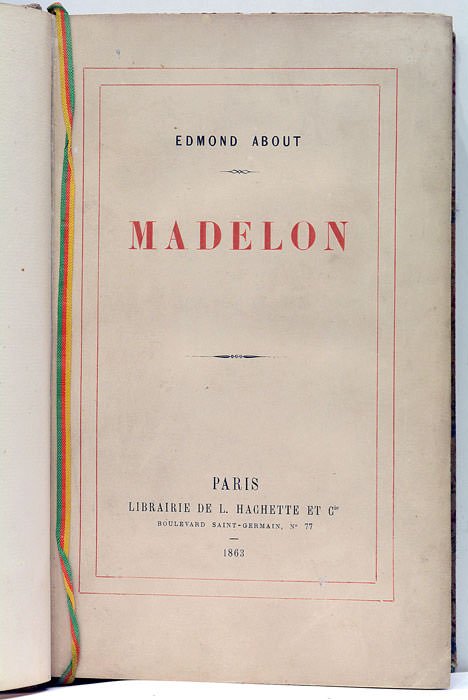 EDMOND ABOUT
MADELON
PARIS
LIBRAIRIE DE L. HACHETTE ET Cie
BOULEVARD SAINT-GERMAIN, N° 77
1863